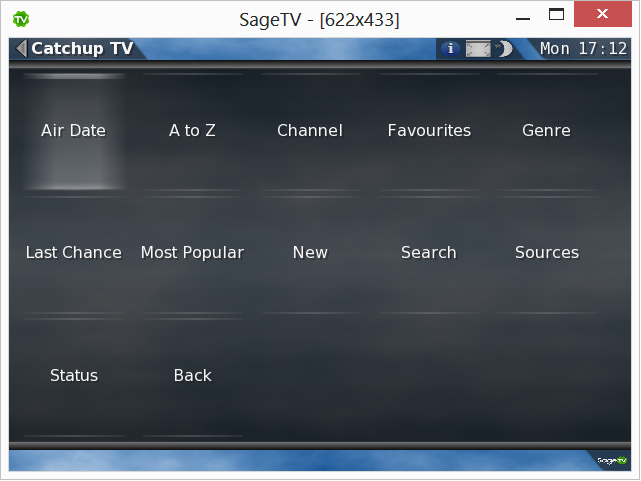 SageTV - [622x433]
Catchup TV
Mon 17:12
Air Date
A to Z
Channel
Favourites
Genre
Last Chance
Most Popular
New
Search
Sources
Status
Back
SageTV